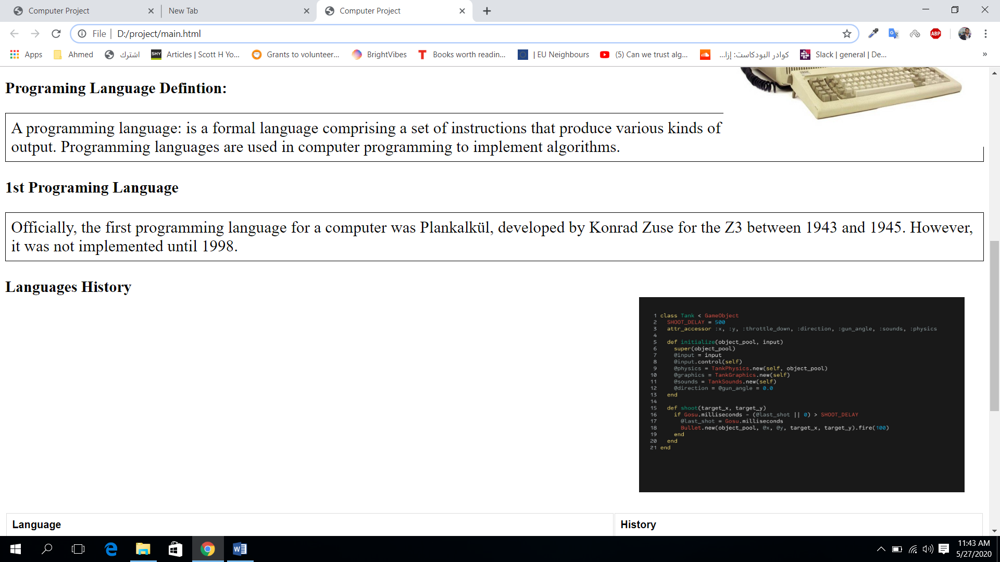 Computer Project
New Tab
Computer Project
File
D:/project/main.html
ABP
Apps
Ahmed
اشترك
SHY
Articles | Scott H Yo...
Grants to volunteer...
BrightVibes
Books worth readin...
| EU Neighbours
(5) Can we trust alg...
كوادر البودكاست: إزا...
Slack | general | De...
»
Programing Language Defintion:
A programming language: is a formal language comprising a set of instructions that produce various kinds of
output. Programming languages are used in computer programming to implement algorithms.
1st Programing Language
Officially, the first programming language for a computer was Plankalkül, developed by Konrad Zuse for the Z3 between 1943 and 1945. However,
it was not implemented until 1998.
Languages History
1 class Tank < GameObject
2 SHOOT_DELAY = 500
3 attr_accessor :x, :y, :throttle_down, :direction, :gun_angle, :sounds, :physics
4
5 def initialize(object_pool, input)
6 super(object_pool)
7 @input = input
8 @input.control(self)
9 @physics = TankPhysics.new(self, object_pool)
10 @graphics = TankGraphics.new(self)
11 @sounds = TankSounds.new(self)
12 @direction = @gun_angle = 0.0
13 end
14
15 def shoot(target_x, target_y)
16 if Gosu.milliseconds - (@last_shot || 0) > SHOOT_DELAY
17 @last_shot = Gosu.milliseconds
18 Bullet.new(object_pool, @x, @y, target_x, target_y).fire(100)
19 end
20 end
21 end
Language
History
11:43 AM
5/27/2020